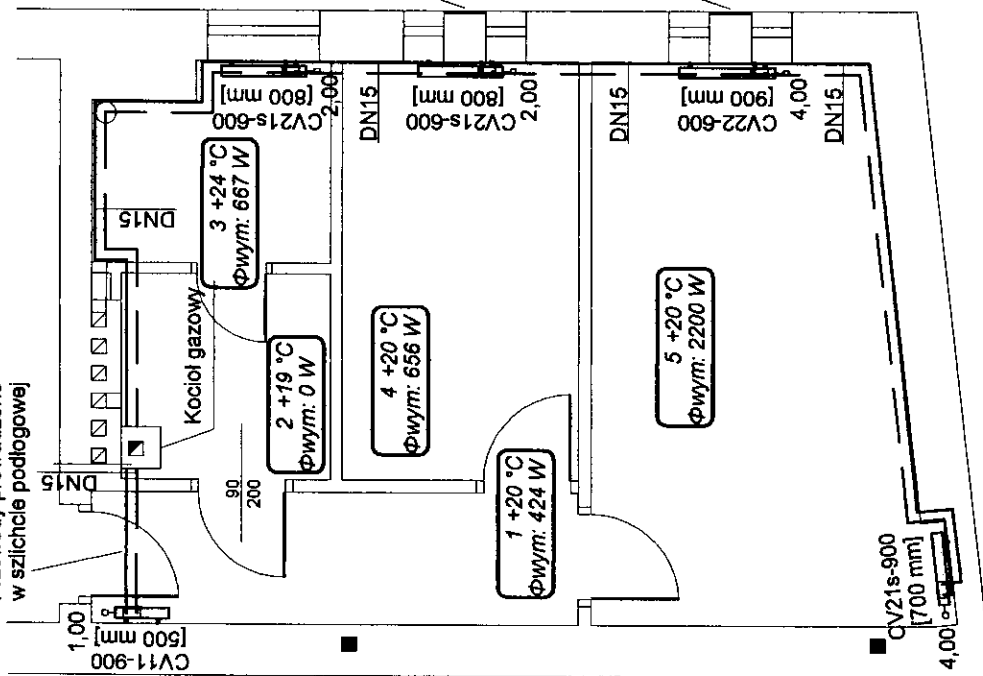 w szlichcie podłogowej
DN15
1,00
CV11-900
[500 mm]
90
200
Kocioł gazowy
DN15
2 +19 °C
Φwym: 0 W
3 +24 °C
Φwym: 667 W
CV21s-600
[800 mm]
2,00
DN15
4 +20 °C
Φwym: 656 W
CV21s-600
[800 mm]
2,00
1 +20 °C
Φwym: 424 W
5 +20 °C
Φwym: 2200 W
DN15
CV22-600
[900 mm]
4,00
DN15
CV21s-900
[700 mm]
4,00